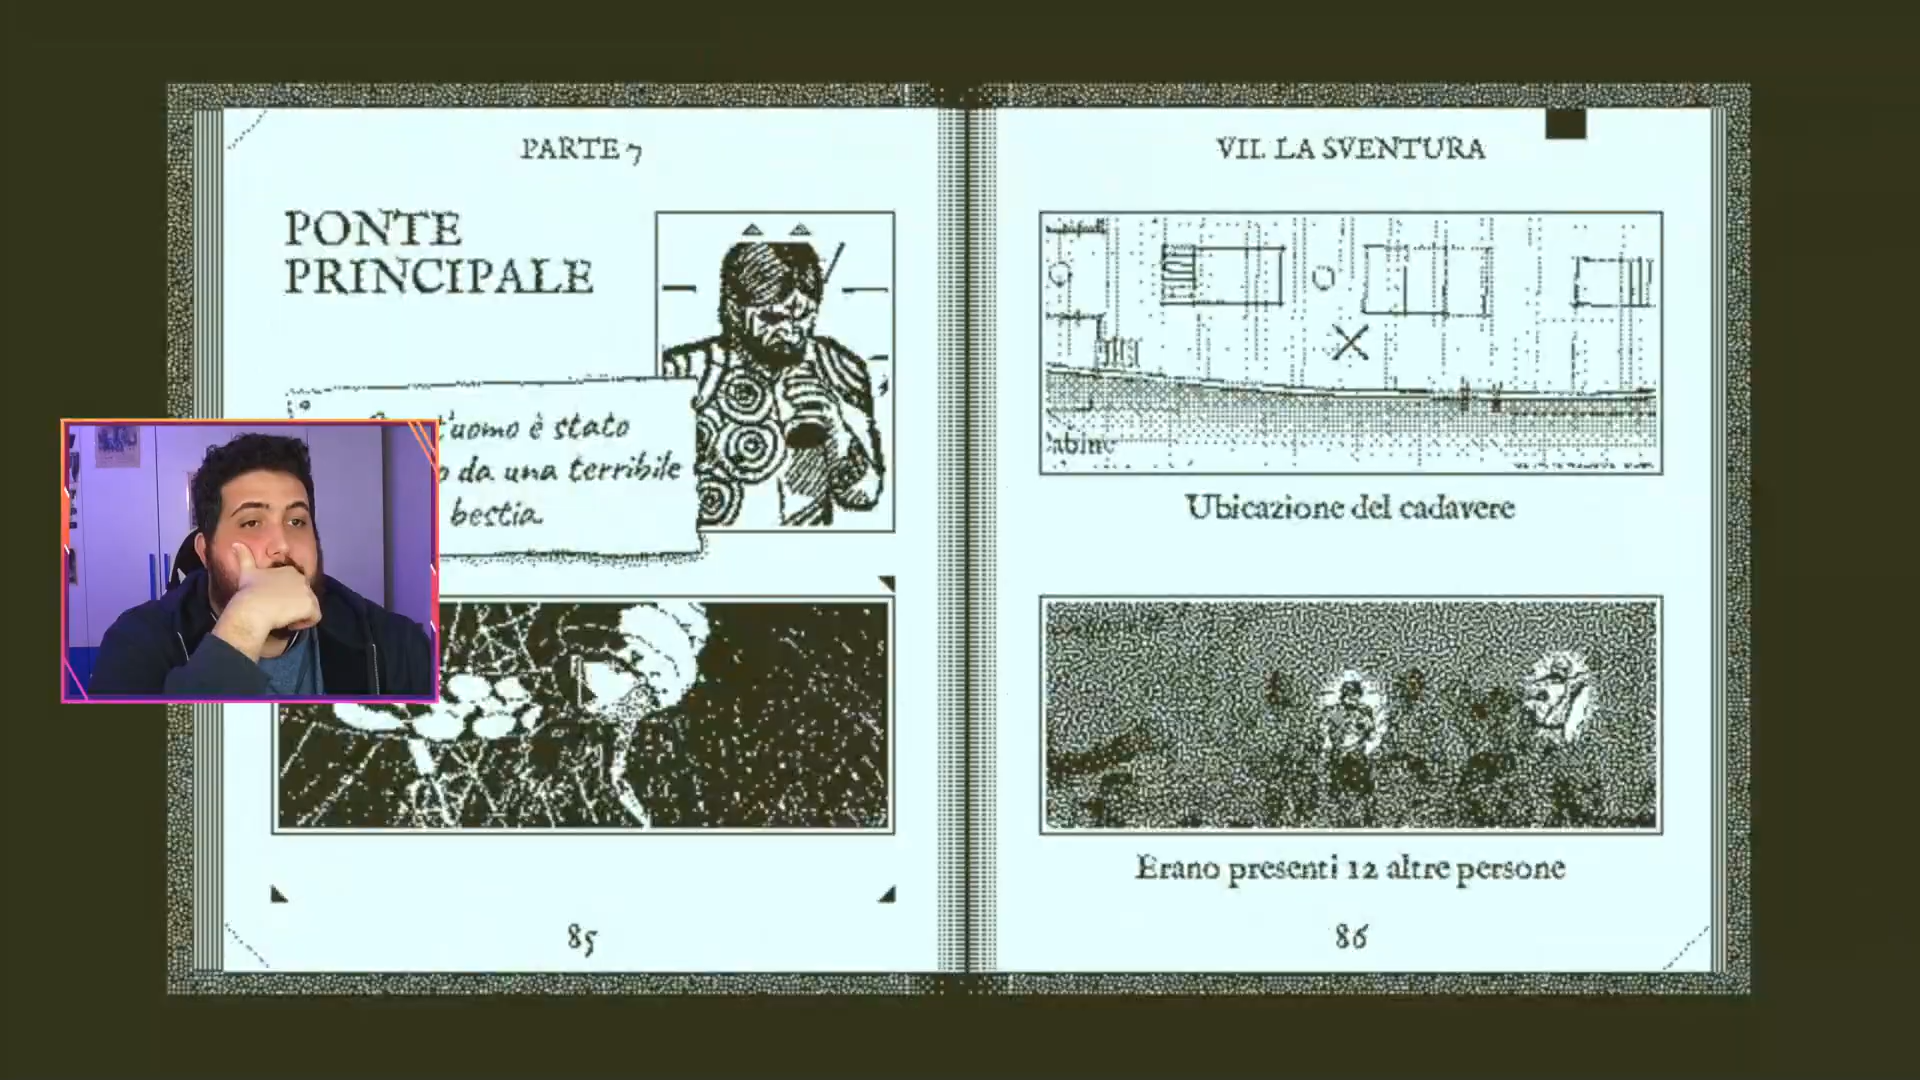 PARTE 7
PONTE
PRINCIPALE
l'uomo è stato
da una terribile
bestia.
85
VII. LA SVENTURA
Ubicazione del cadavere
Erano presenti 12 altre persone
86